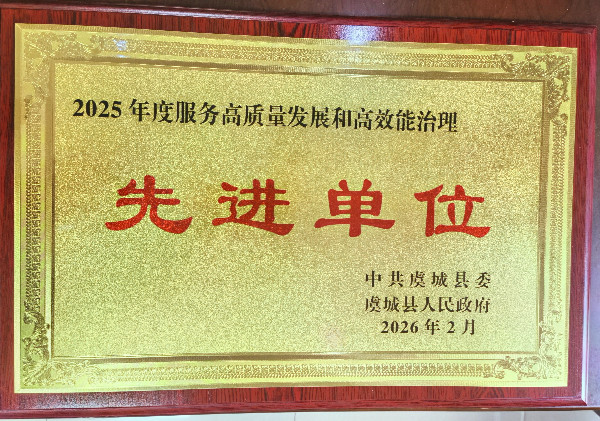 2025年度服务高质量发展和高效能治理
先进单位
中共虞城县委
虞城县人民政府
2026年2月